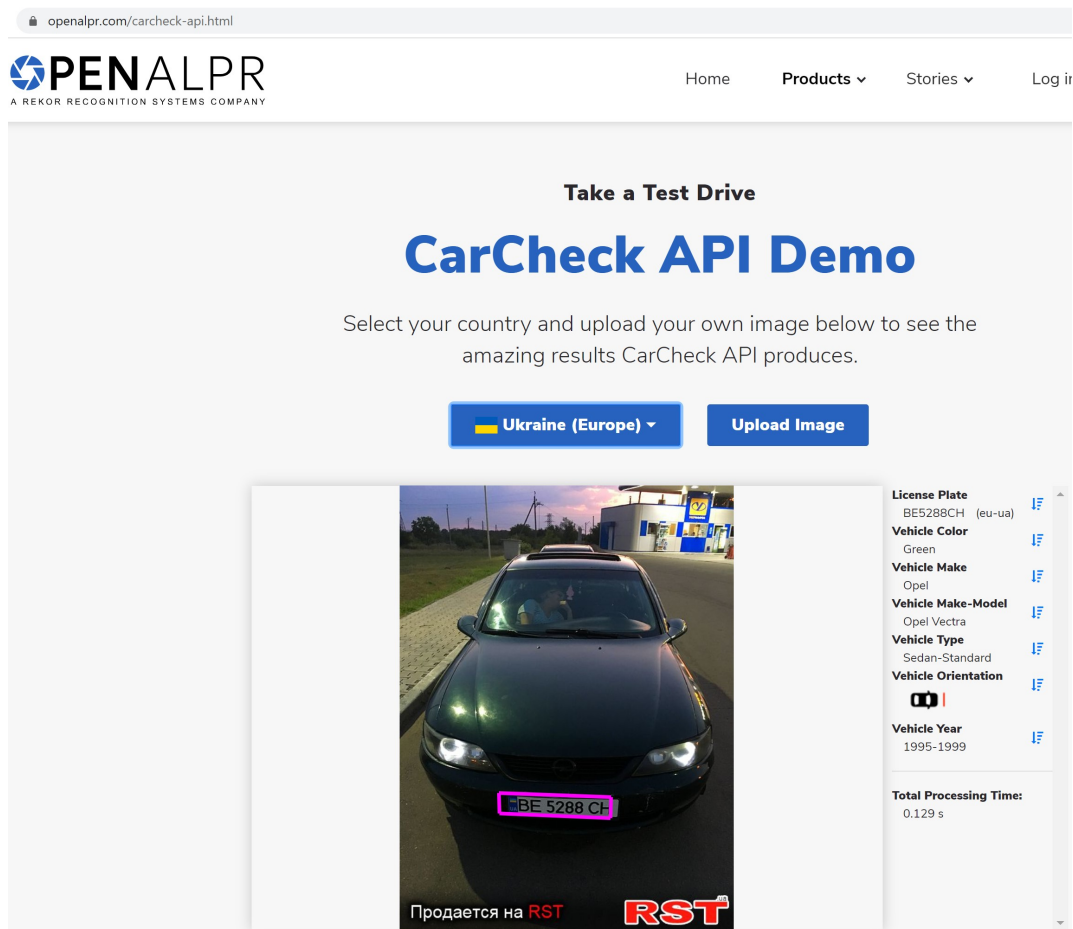 openalpr.com/carcheck-api.html
OPENALPR
A REKOR RECOGNITION SYSTEMS COMPANY
Home Products Stories Log in
Take a Test Drive
CarCheck API Demo
Select your country and upload your own image below to see the
amazing results CarCheck API produces.
Ukraine (Europe)
Upload Image
BE 5288 CH
Продается на RST
RST
.ua
License Plate
BE5288CH (eu-ua)
Vehicle Color
Green
Vehicle Make
Opel
Vehicle Make-Model
Opel Vectra
Vehicle Type
Sedan-Standard
Vehicle Orientation
Vehicle Year
1995-1999
Total Processing Time:
0.129 s